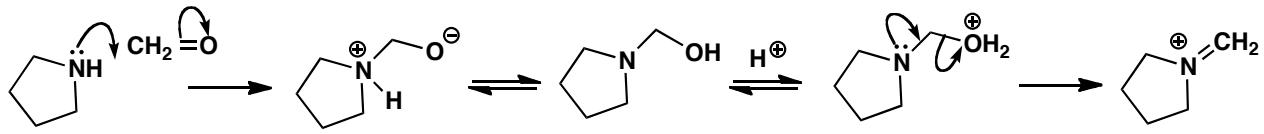 NH CH₂=O
⊕ N H O⊖
N OH
H⊕
N ⊕ OH₂
⊕ N CH₂